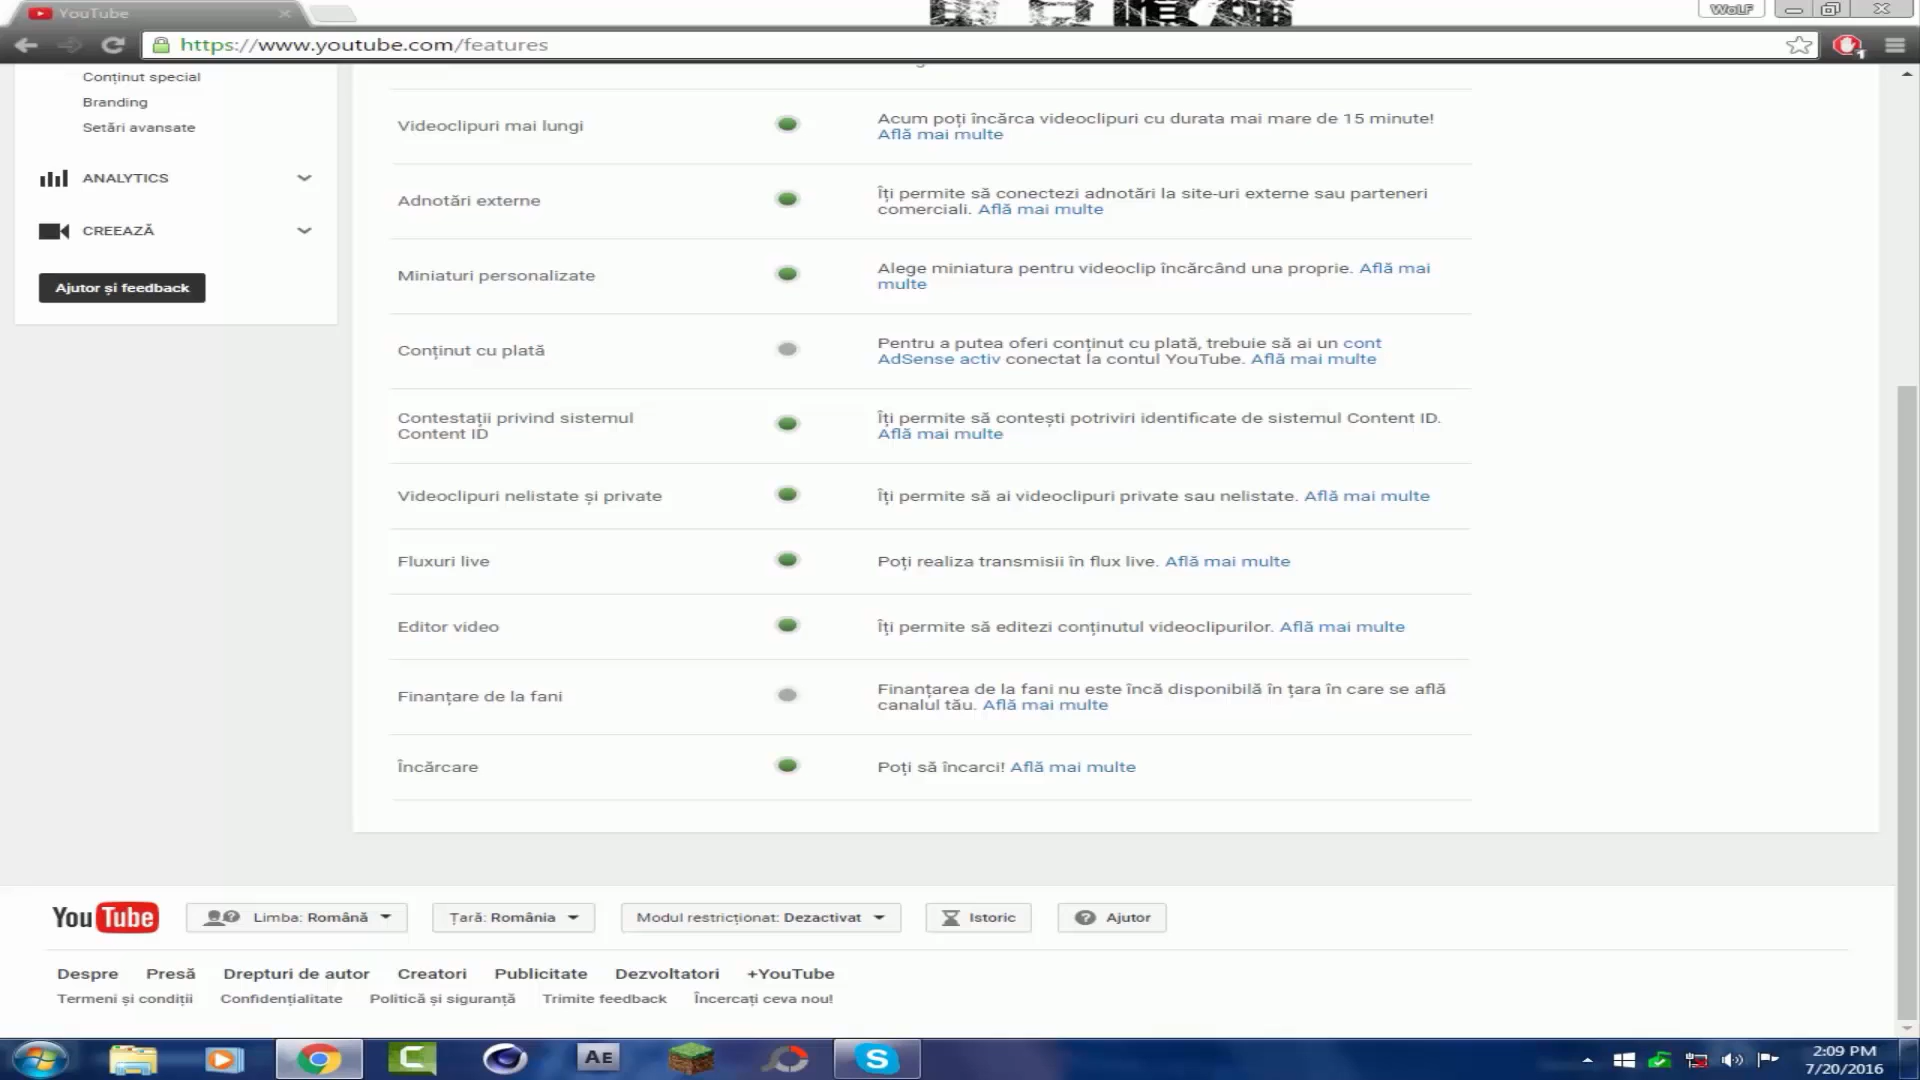 YouTube
WoLF
https://www.youtube.com/features
1
Conținut special
Branding
Setări avansate
ANALYTICS
CREEAZĂ
Ajutor și feedback
Videoclipuri mai lungi
Acum poți încărca videoclipuri cu durata mai mare de 15 minute!
Află mai multe
Adnotări externe
Îți permite să conectezi adnotări la site-uri externe sau parteneri
comerciali. Află mai multe
Miniaturi personalizate
Alege miniatura pentru videoclip încărcând una proprie. Află mai
multe
Conținut cu plată
Pentru a putea oferi conținut cu plată, trebuie să ai un cont
AdSense activ conectat la contul YouTube. Află mai multe
Contestații privind sistemul
Content ID
Îți permite să contești potriviri identificate de sistemul Content ID.
Află mai multe
Videoclipuri nelistate și private
Îți permite să ai videoclipuri private sau nelistate. Află mai multe
Fluxuri live
Poți realiza transmisii în flux live. Află mai multe
Editor video
Îți permite să editezi conținutul videoclipurilor. Află mai multe
Finanțare de la fani
Finanțarea de la fani nu este încă disponibilă în țara în care se află
canalul tău. Află mai multe
Încărcare
Poți să încarci! Află mai multe
YouTube
Limba: Română
Țară: România
Modul restricționat: Dezactivat
Istoric
Ajutor
Despre Presă Drepturi de autor Creatori Publicitate Dezvoltatori +YouTube
Termeni și condiții Confidențialitate Politică și siguranță Trimite feedback Încercați ceva nou!
C
AE
S
2:09 PM
7/20/2016